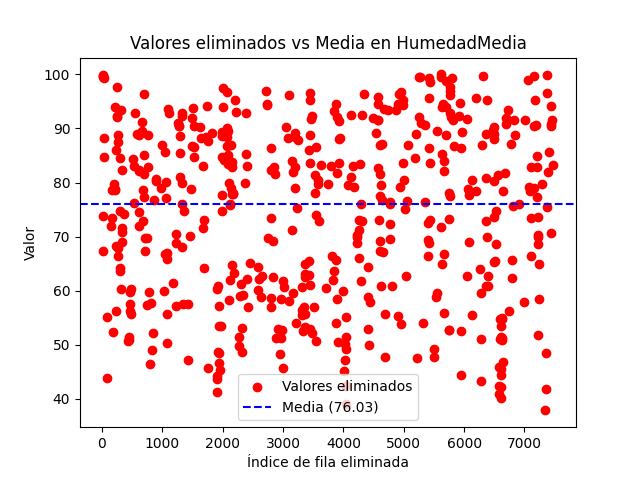 Valores eliminados vs Media en HumedadMedia
Valor
100
90
80
70
60
50
40
Valores eliminados
Media (76.03)
0 1000 2000 3000 4000 5000 6000 7000
Índice de fila eliminada